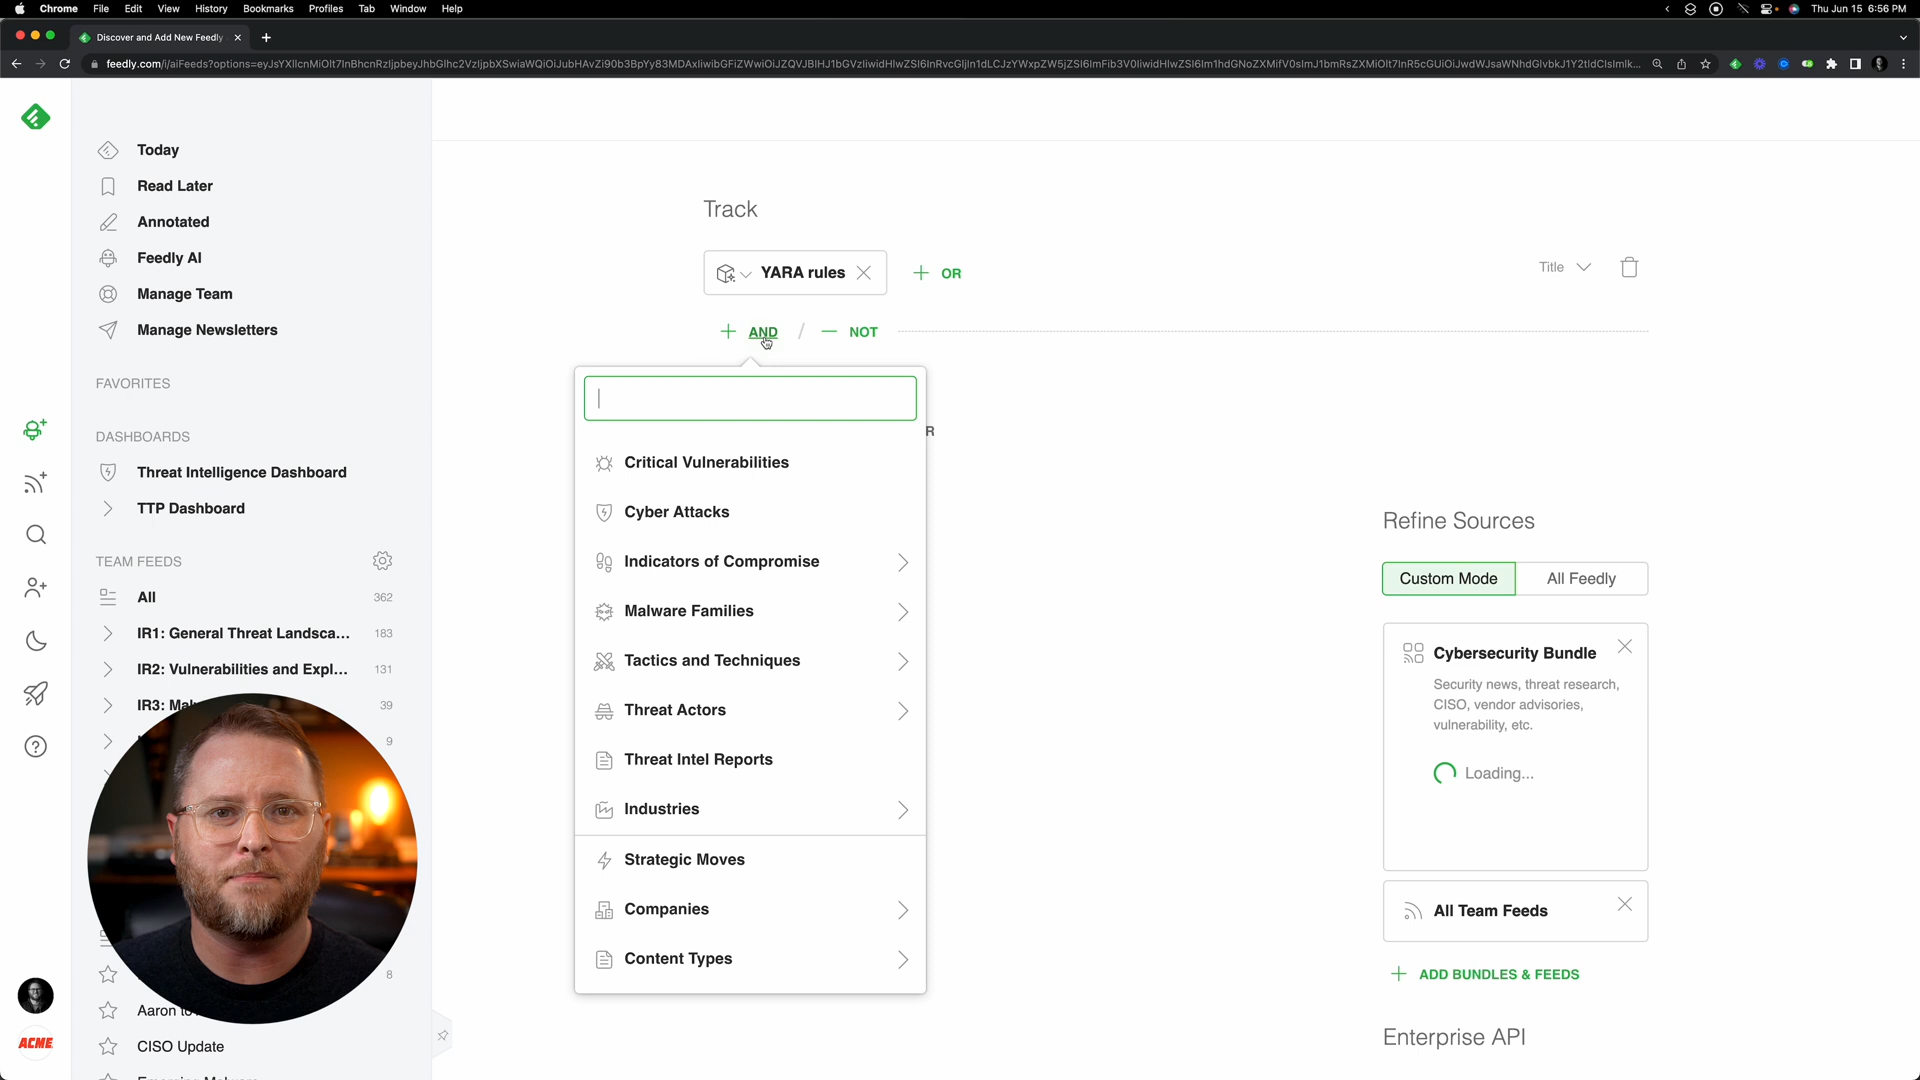 Chrome File Edit View History Bookmarks Profiles Tab Window Help
Thu Jun 15 6:56 PM
Discover and Add New Feedly
feedly.com
Today
Read Later
Annotated
Feedly AI
Manage Team
Manage Newsletters
FAVORITES
DASHBOARDS
Threat Intelligence Dashboard
TTP Dashboard
TEAM FEEDS
All 362
IR1: General Threat Landsca... 183
IR2: Vulnerabilities and Expl... 131
IR3: 39
9
8
Aaron
CISO Update
ACME
Track
YARA rules
+ OR
Title
+ AND / — NOT
R
Critical Vulnerabilities
Cyber Attacks
Indicators of Compromise
Malware Families
Tactics and Techniques
Threat Actors
Threat Intel Reports
Industries
Strategic Moves
Companies
Content Types
Refine Sources
Custom Mode All Feedly
Cybersecurity Bundle
Security news, threat research,
CISO, vendor advisories,
vulnerability, etc.
Loading...
All Team Feeds
+ ADD BUNDLES & FEEDS
Enterprise API